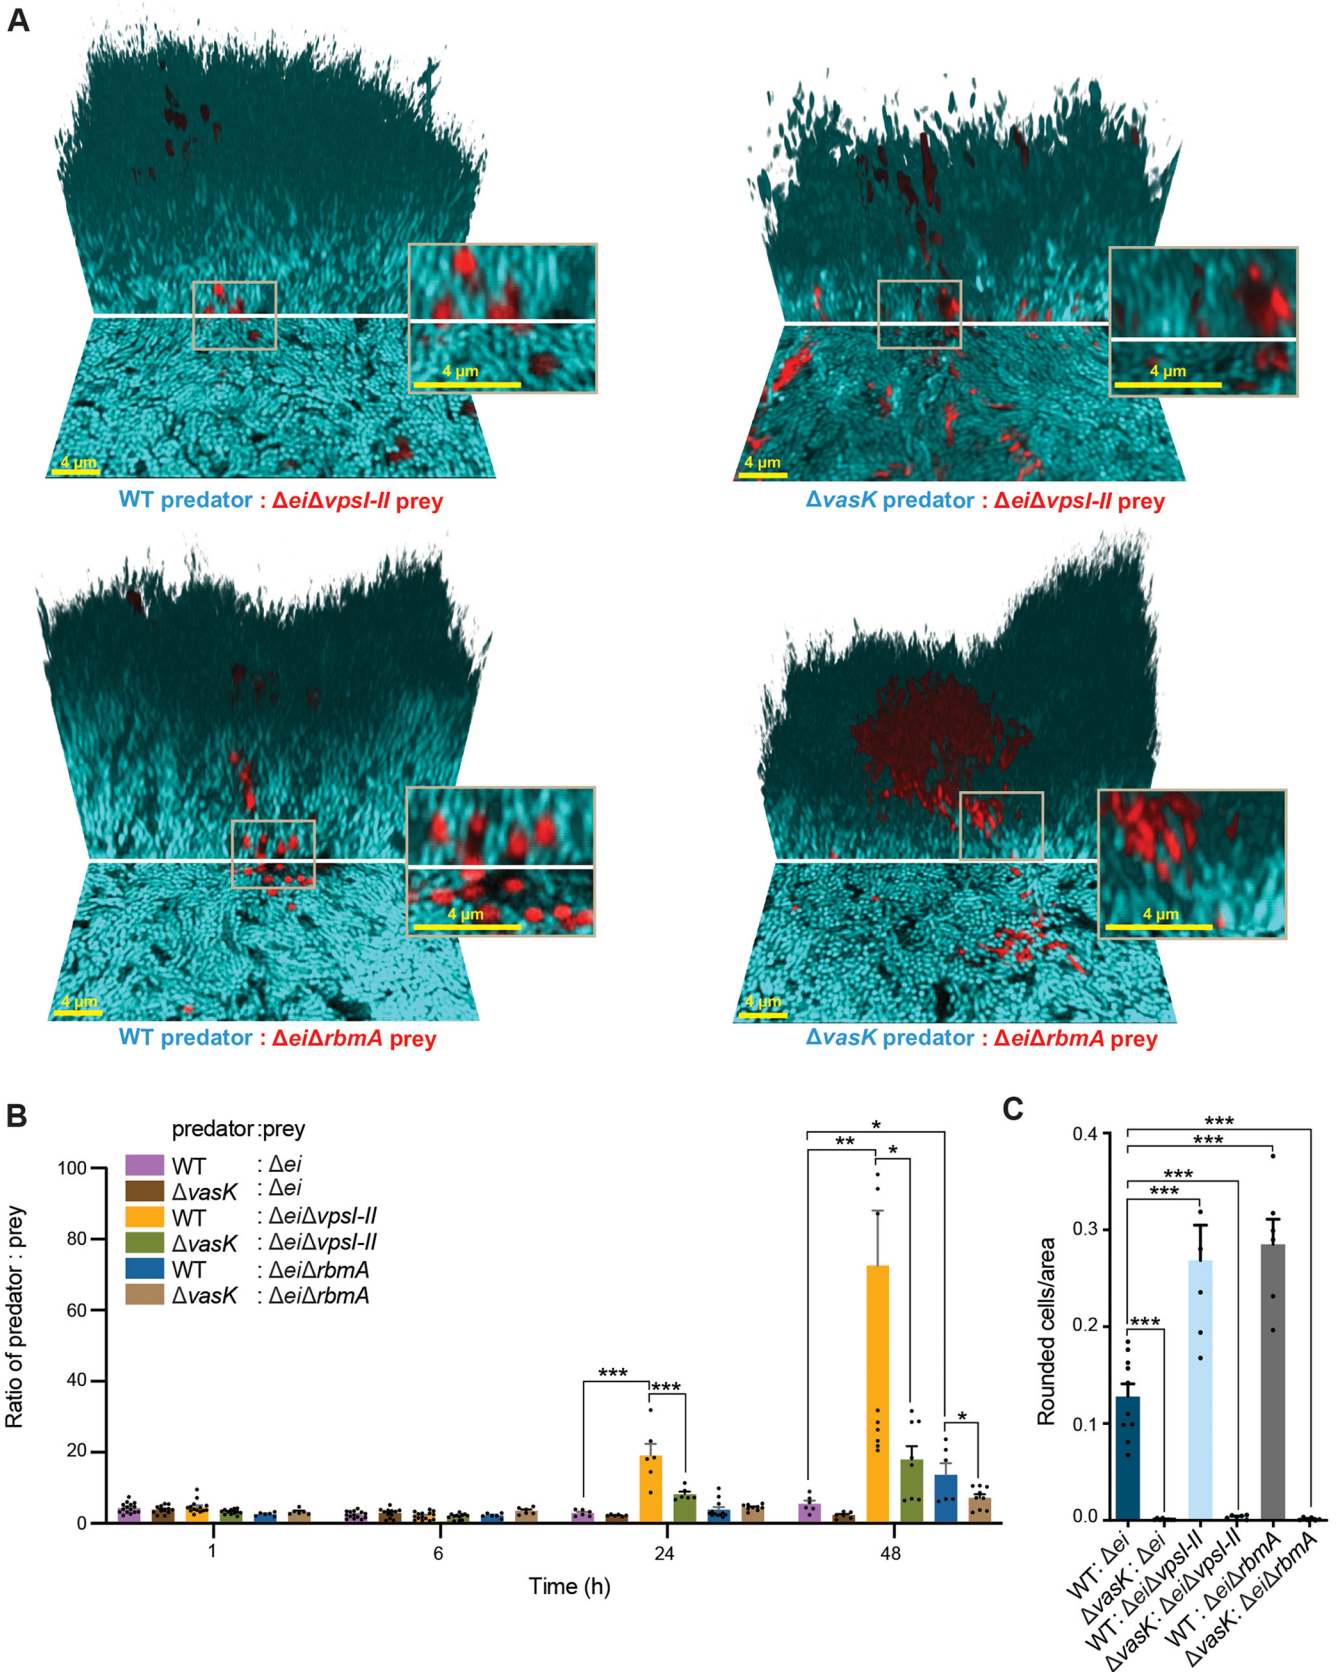 A
4 µm
4 µm
4 µm
4 µm
WT predator : ΔeiΔvpsI-II prey
ΔvasK predator : ΔeiΔvpsI-II prey
4 µm
4 µm
4 µm
4 µm
WT predator : ΔeiΔrbmA prey
ΔvasK predator : ΔeiΔrbmA prey
B
predator :prey
WT : Δei
ΔvasK : Δei
WT : ΔeiΔvpsI-II
ΔvasK : ΔeiΔvpsI-II
WT : ΔeiΔrbmA
ΔvasK : ΔeiΔrbmA
Ratio of predator : prey
100
80
60
40
20
0
***
***
*
**
*
*
1
6
24
48
Time (h)
C
***
***
***
***
***
Rounded cells/area
0.4
0.3
0.2
0.1
0.0
WT: Δei
ΔvasK: Δei
WT: ΔeiΔvpsI-II
ΔvasK: ΔeiΔvpsI-II
WT: ΔeiΔrbmA
ΔvasK: ΔeiΔrbmA